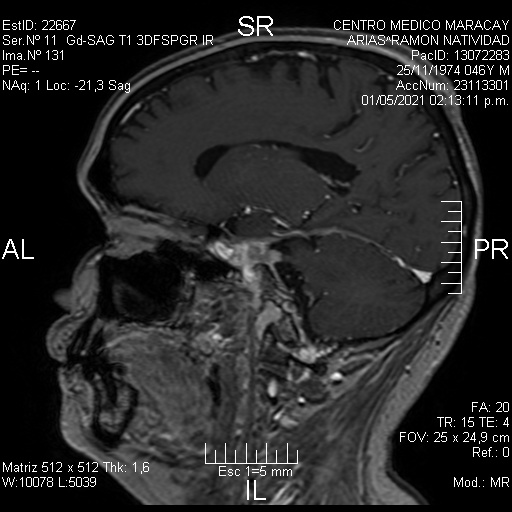 EstID: 22667
Ser.Nº 11 Gd-SAG T1 3DFSPGR IR
Ima.Nº 131
PE= --
NAq: 1 Loc: -21,3 Sag
SR
CENTRO MEDICO MARACAY
ARIAS^RAMON NATIVIDAD
PacID: 13072283
25/11/1974 046Y M
AccNum: 23113301
01/05/2021 02:13:11 p.m.
AL
PR
Matriz 512 x 512 Thk: 1,6
W:10078 L:5039
Esc 1=5 mm
IL
FA: 20
TR: 15 TE: 4
FOV: 25 x 24,9 cm
Ref.: 0
Mod.: MR